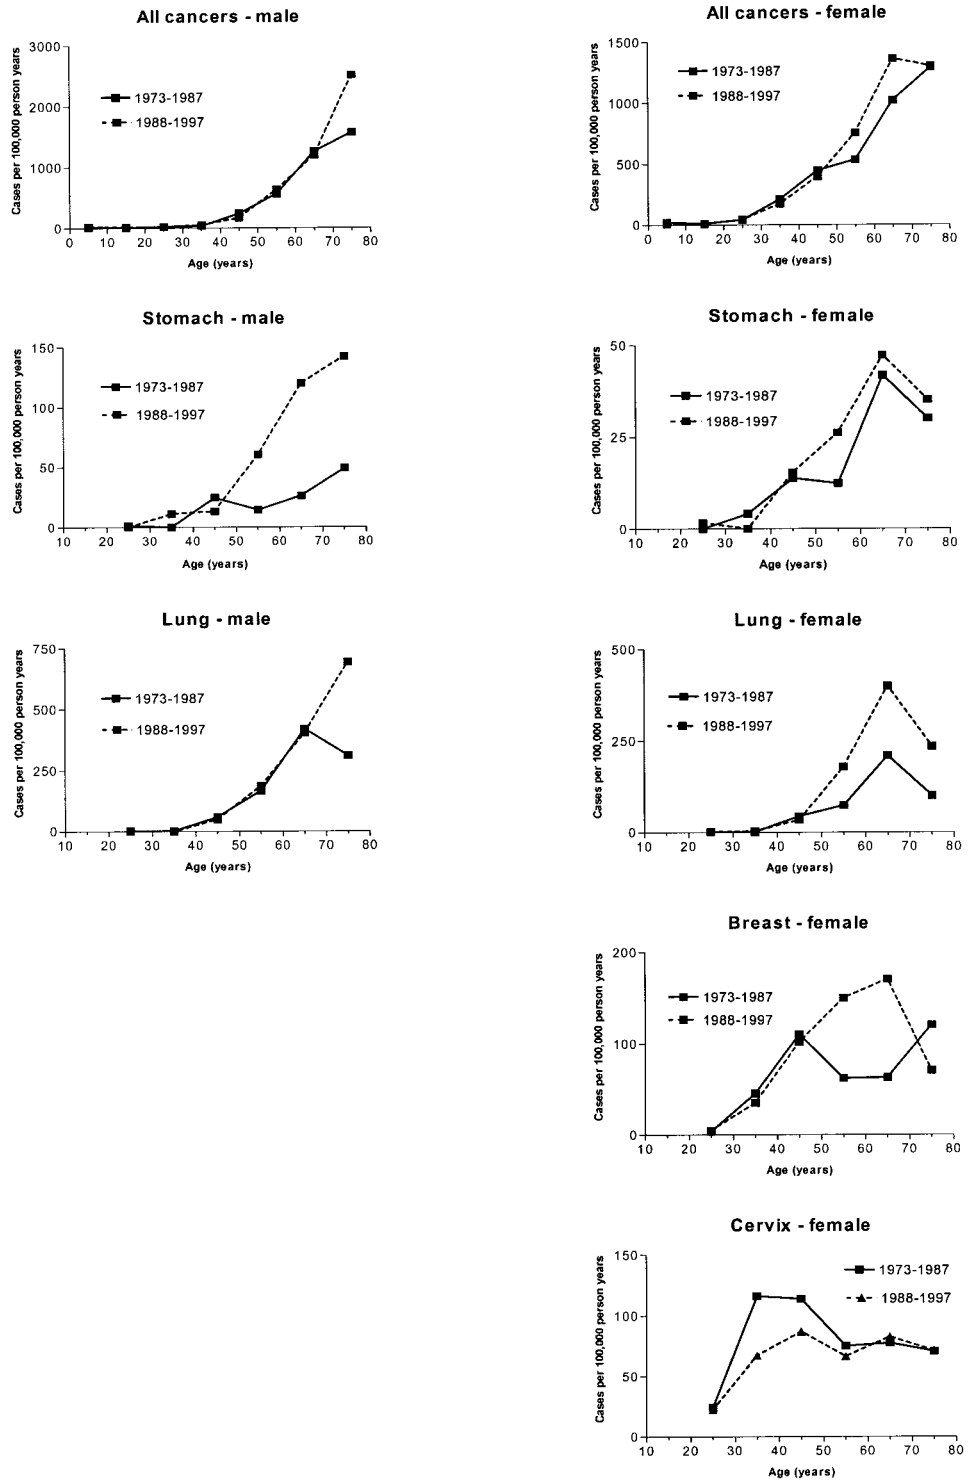 All cancers - male
Cases per 100,000 person years
3000
2000
1000
0
1973-1987
1988-1997
0 10 20 30 40 50 60 70 80
Age (years)
All cancers - female
Cases per 100,000 person years
1500
1000
500
0
1973-1987
1988-1997
0 10 20 30 40 50 60 70 80
Age (years)
Stomach - male
Cases per 100,000 person years
150
100
50
0
1973-1987
1988-1997
10 20 30 40 50 60 70 80
Age (years)
Stomach - female
Cases per 100,000 person years
50
25
0
1973-1987
1988-1997
10 20 30 40 50 60 70 80
Age (years)
Lung - male
Cases per 100,000 person years
750
500
250
0
1973-1987
1988-1997
10 20 30 40 50 60 70 80
Age (years)
Lung - female
Cases per 100,000 person years
500
250
0
1973-1987
1988-1997
10 20 30 40 50 60 70 80
Age (years)
Breast - female
Cases per 100,000 person years
200
100
0
1973-1987
1988-1997
10 20 30 40 50 60 70 80
Age (years)
Cervix - female
Cases per 100,000 person years
150
100
50
0
1973-1987
1988-1997
10 20 30 40 50 60 70 80
Age (years)